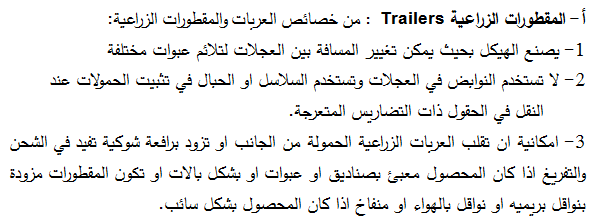 أ- المقطورات الزراعية Trailers : من خصائص العربات والمقطورات الزراعية:
1- يصنع الهيكل بحيث يمكن تغيير المسافة بين العجلات لتلائم عبوات مختلفة
2- لا تستخدم النوابض في العجلات وتستخدم السلاسل او الحبال في تثبيت الحمولات عند
النقل في الحقول ذات التضاريس المتعرجة.
3- امكانية ان تقلب العربات الزراعية الحمولة من الجانب او تزود برافعة شوكية تفيد في الشحن
والتفريغ اذا كان المحصول معبئ بصناديق او عبوات او بشكل بالات او تكون المقطورات مزودة
بنواقل بريميه او نواقل بالهواء او منفاخ اذا كان المحصول بشكل سائب.